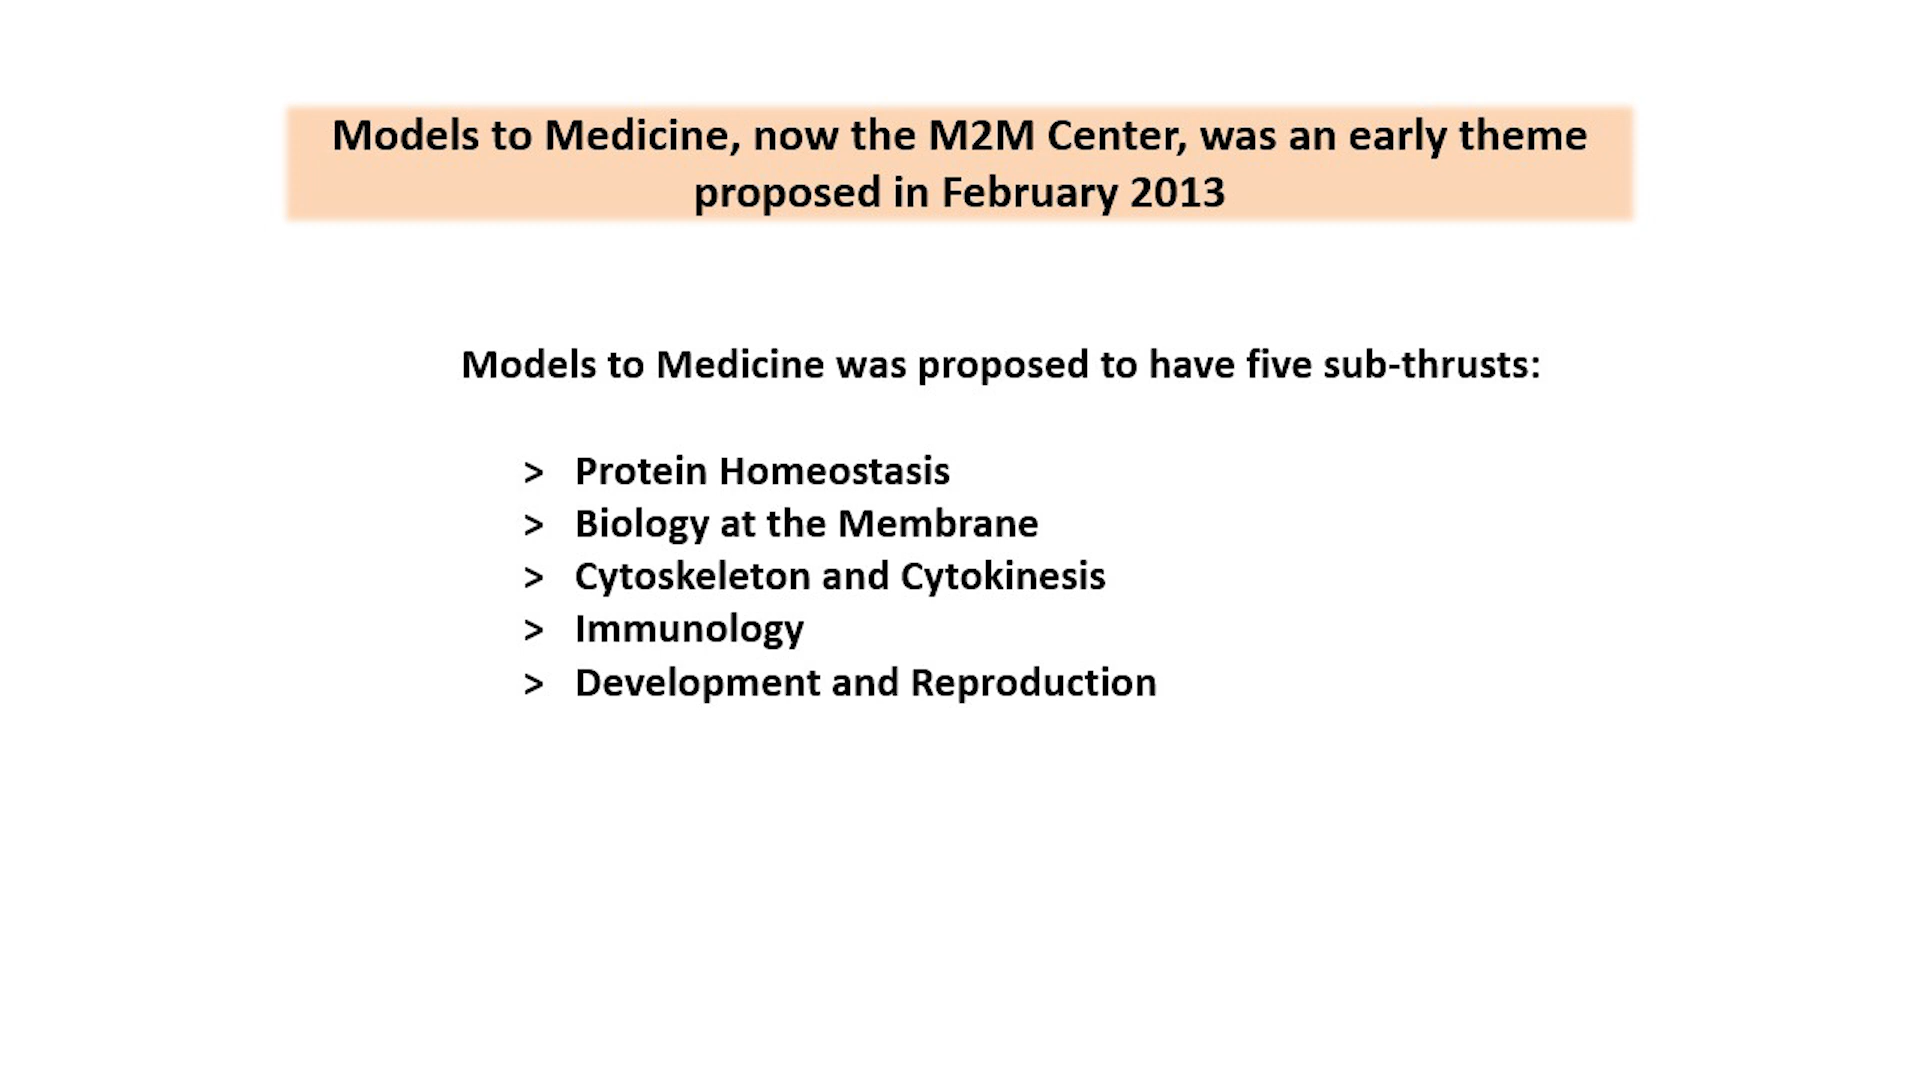 Models to Medicine, now the M2M Center, was an early theme
proposed in February 2013
Models to Medicine was proposed to have five sub-thrusts:
> Protein Homeostasis
> Biology at the Membrane
> Cytoskeleton and Cytokinesis
> Immunology
> Development and Reproduction